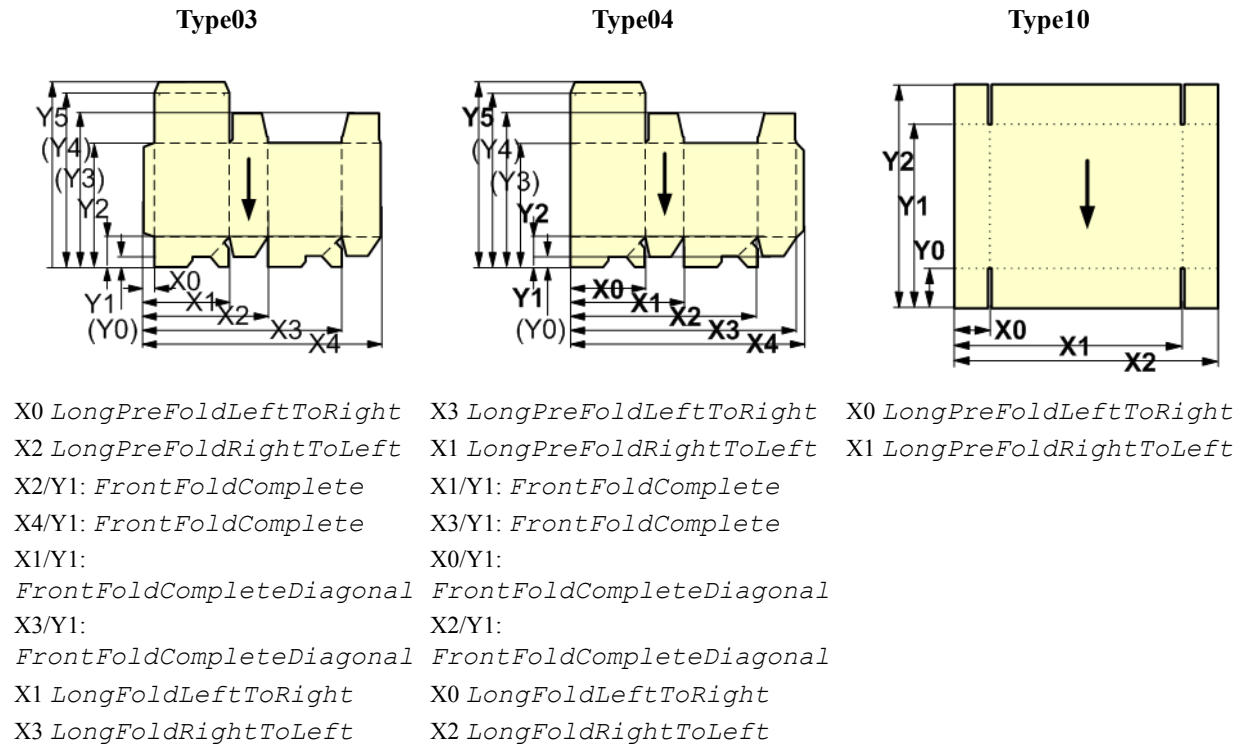 Type03
Y5
(Y4)
(Y3)
Y2
Y1
(Y0)
X0
X1
X2
X3
X4
X0 LongPreFoldLeftToRight
X2 LongPreFoldRightToLeft
X2/Y1: FrontFoldComplete
X4/Y1: FrontFoldComplete
X1/Y1:
FrontFoldCompleteDiagonal
X3/Y1:
FrontFoldCompleteDiagonal
X1 LongFoldLeftToRight
X3 LongFoldRightToLeft
Type04
Y5
(Y4)
(Y3)
Y2
Y1
(Y0)
X0
X1
X2
X3
X4
X3 LongPreFoldLeftToRight
X1 LongPreFoldRightToLeft
X1/Y1: FrontFoldComplete
X3/Y1: FrontFoldComplete
X0/Y1:
FrontFoldCompleteDiagonal
X2/Y1:
FrontFoldCompleteDiagonal
X0 LongFoldLeftToRight
X2 LongFoldRightToLeft
Type10
Y2
Y1
Y0
X0
X1
X2
X0 LongPreFoldLeftToRight
X1 LongPreFoldRightToLeft